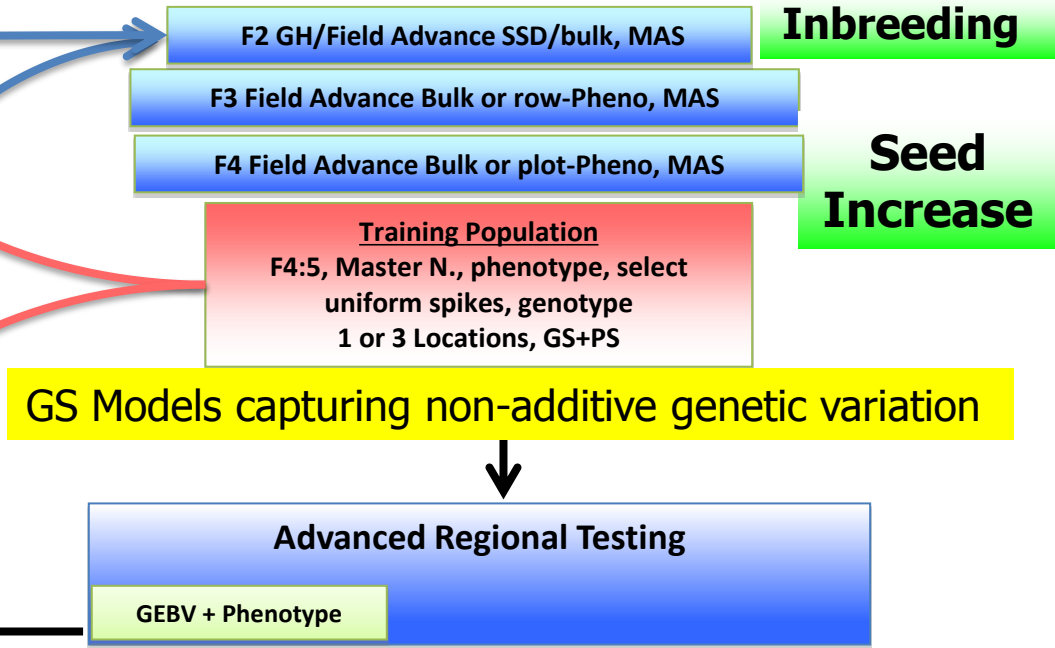 F2 GH/Field Advance SSD/bulk, MAS
Inbreeding
F3 Field Advance Bulk or row-Pheno, MAS
F4 Field Advance Bulk or plot-Pheno, MAS
Seed
Increase
Training Population
F4:5, Master N., phenotype, select
uniform spikes, genotype
1 or 3 Locations, GS+PS
GS Models capturing non-additive genetic variation
Advanced Regional Testing
GEBV + Phenotype